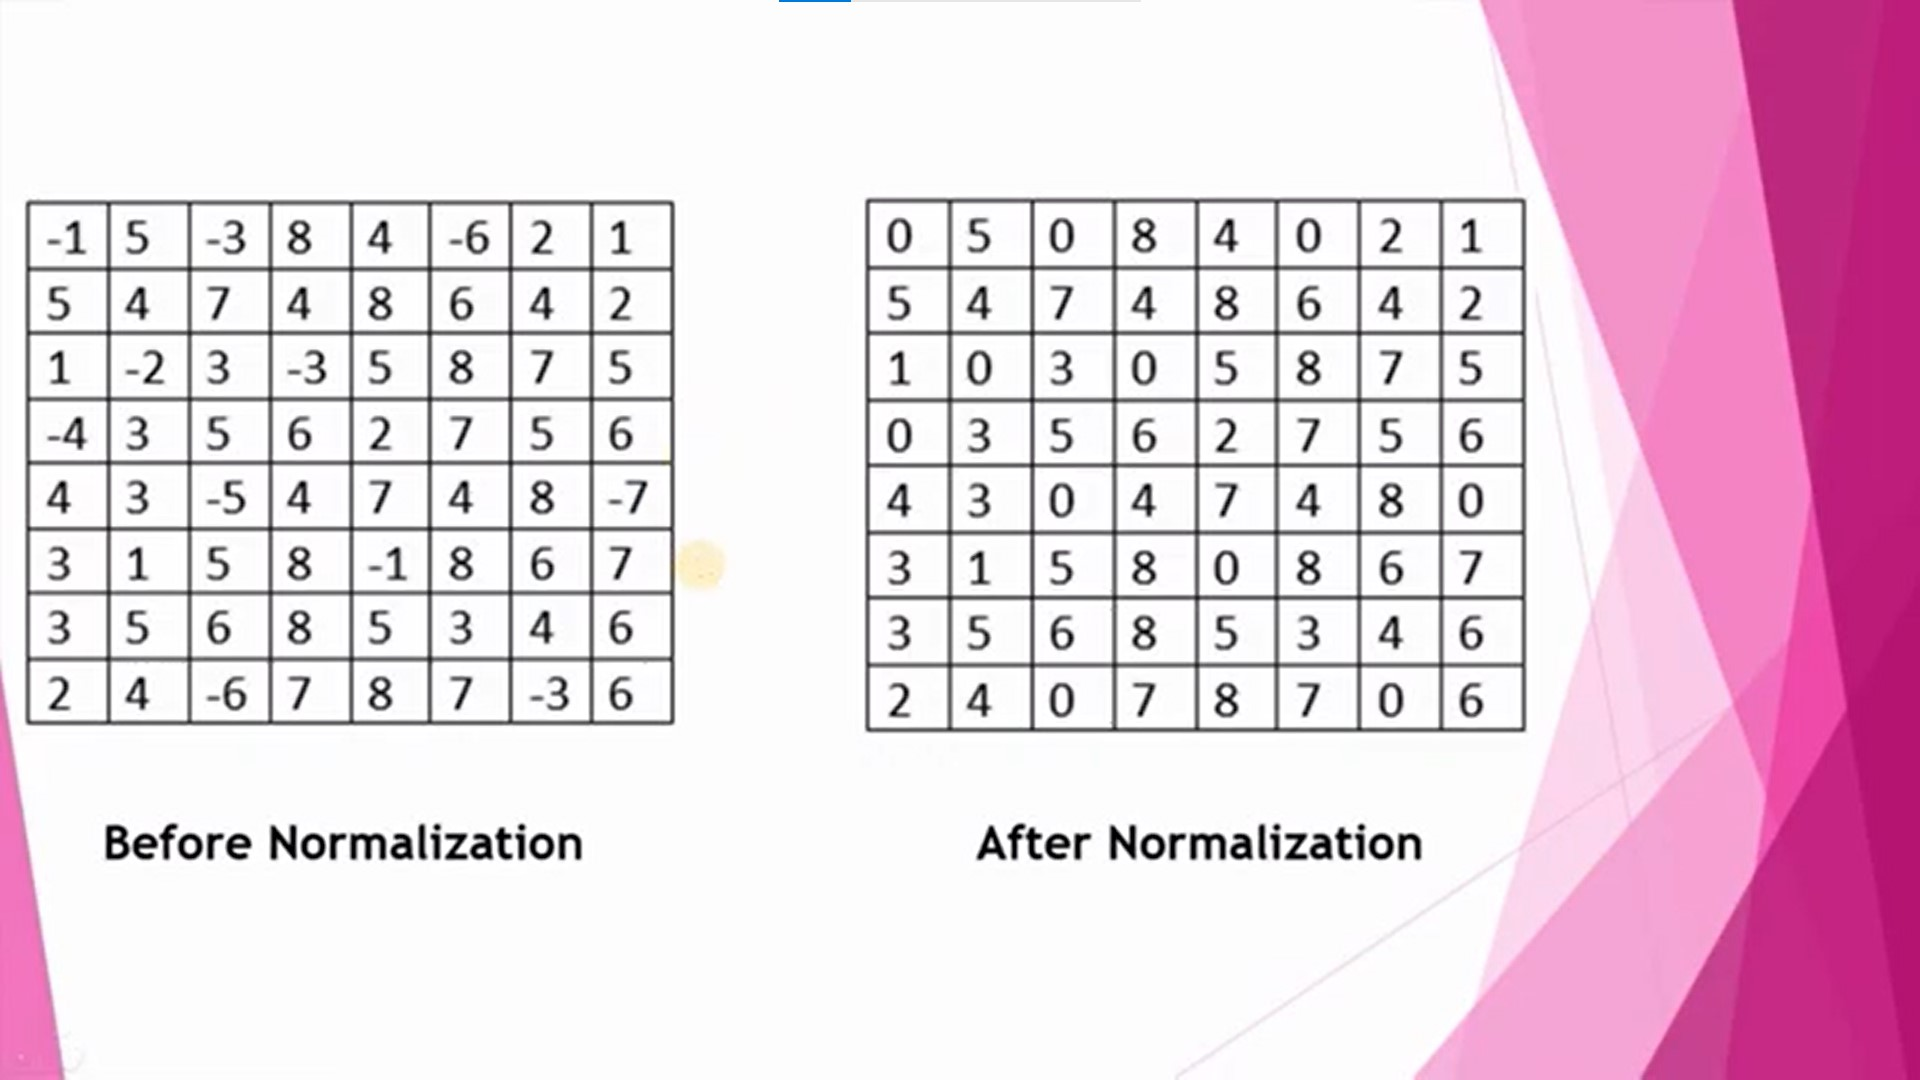 -1 5 -3 8 4 -6 2 1
5 4 7 4 8 6 4 2
1 -2 3 -3 5 8 7 5
-4 3 5 6 2 7 5 6
4 3 -5 4 7 4 8 -7
3 1 5 8 -1 8 6 7
3 5 6 8 5 3 4 6
2 4 -6 7 8 7 -3 6
Before Normalization
0 5 0 8 4 0 2 1
5 4 7 4 8 6 4 2
1 0 3 0 5 8 7 5
0 3 5 6 2 7 5 6
4 3 0 4 7 4 8 0
3 1 5 8 0 8 6 7
3 5 6 8 5 3 4 6
2 4 0 7 8 7 0 6
After Normalization